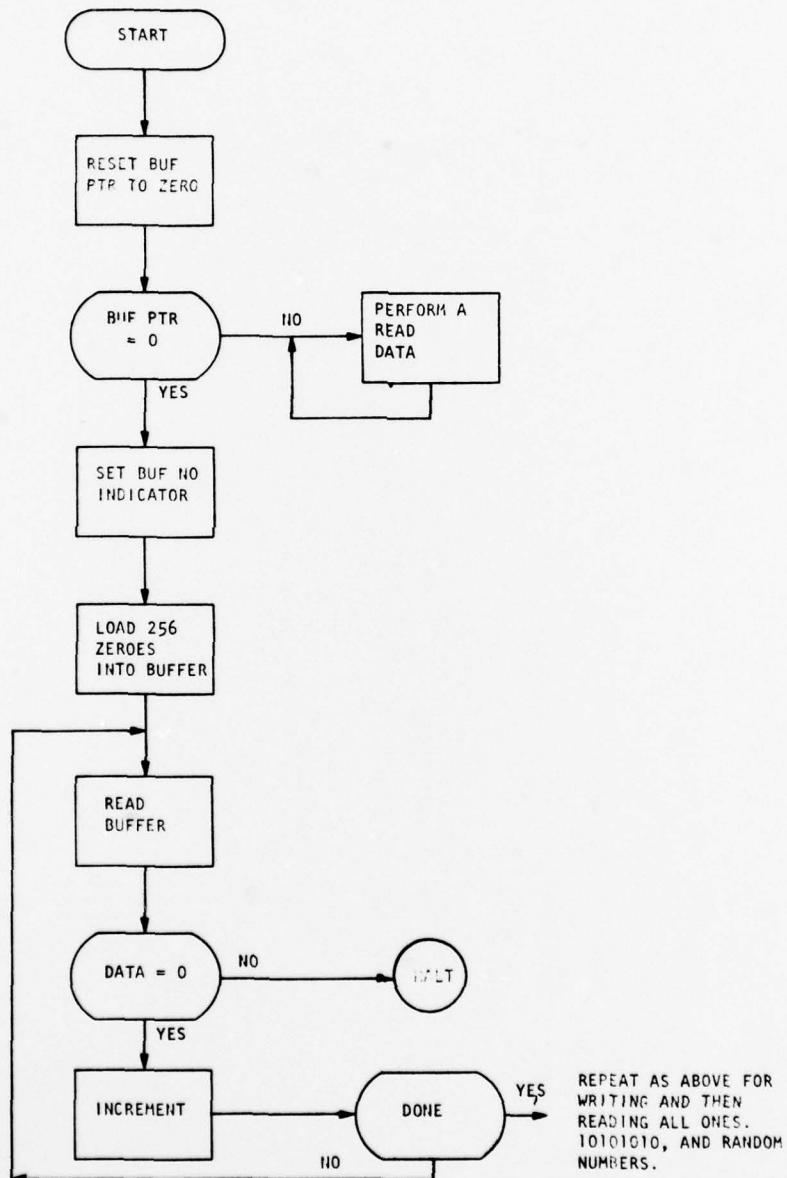 START
RESET BUF
PTR TO ZERO
BUF PTR
= 0
NO
PERFORM A
READ
DATA
YES
SET BUF NO
INDICATOR
LOAD 256
ZEROES
INTO BUFFER
READ
BUFFER
DATA = 0
NO
HALT
YES
INCREMENT
DONE
YES
NO
REPEAT AS ABOVE FOR
WRITING AND THEN
READING ALL ONES.
10101010, AND RANDOM
NUMBERS.